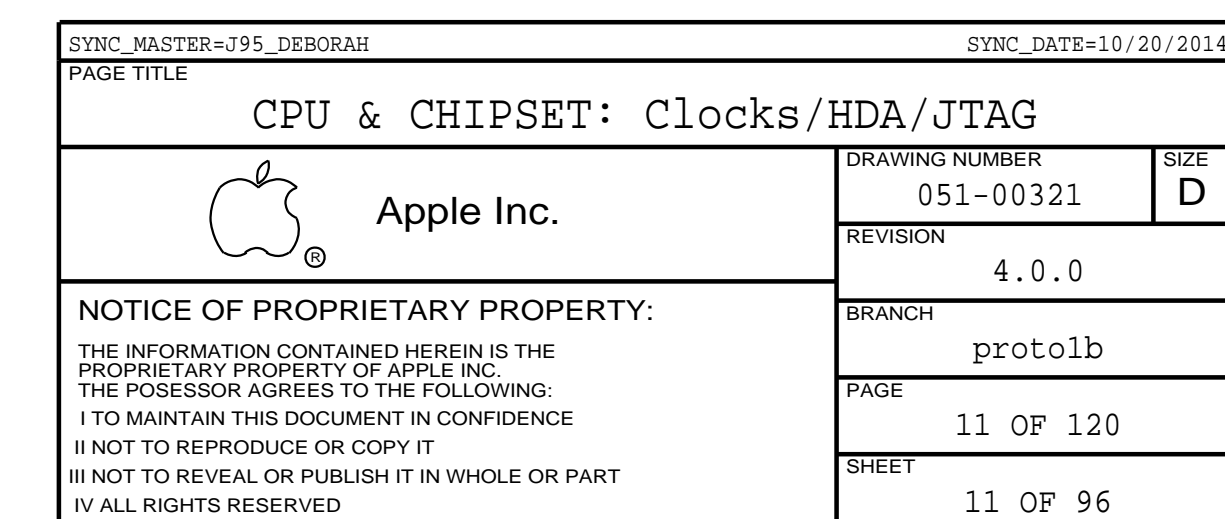 SYNC_MASTER=J95_DEBORAH SYNC_DATE=10/20/2014
PAGE TITLE
CPU & CHIPSET: Clocks/HDA/JTAG
Apple Inc.
®
DRAWING NUMBER
051-00321
SIZE
D
REVISION
4.0.0
NOTICE OF PROPRIETARY PROPERTY:
THE INFORMATION CONTAINED HEREIN IS THE
PROPRIETARY PROPERTY OF APPLE INC.
THE POSESSOR AGREES TO THE FOLLOWING:
I TO MAINTAIN THIS DOCUMENT IN CONFIDENCE
II NOT TO REPRODUCE OR COPY IT
III NOT TO REVEAL OR PUBLISH IT IN WHOLE OR PART
IV ALL RIGHTS RESERVED
BRANCH
proto1b
PAGE
11 OF 120
SHEET
11 OF 96